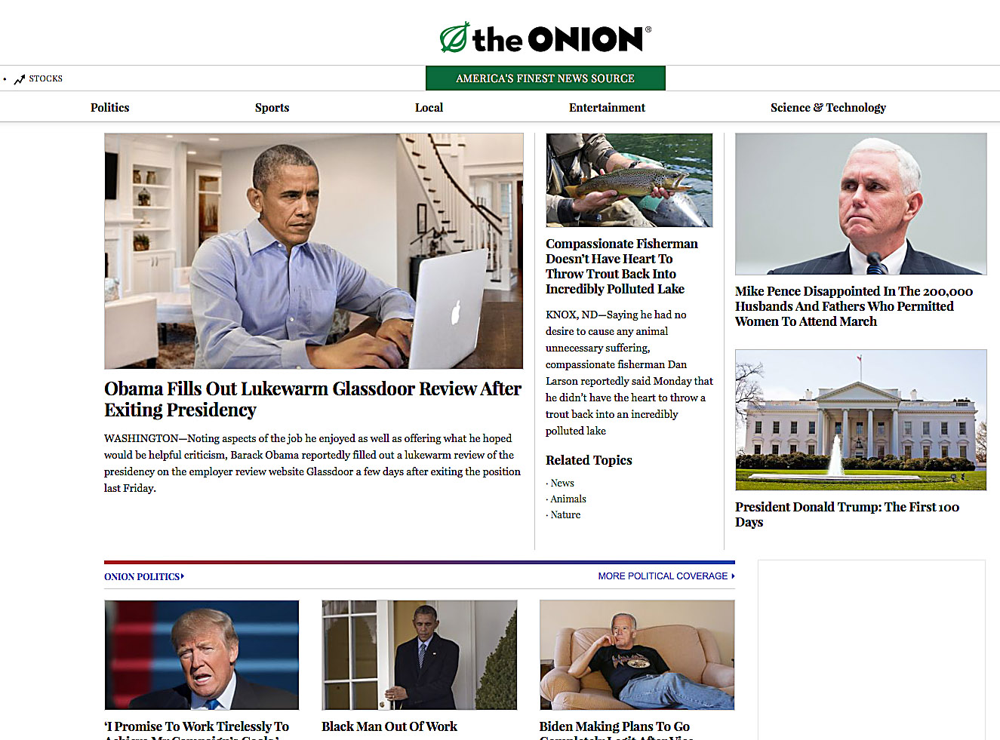 the ONION®
• STOCKS
AMERICA'S FINEST NEWS SOURCE
Politics
Sports
Local
Entertainment
Science & Technology
Obama Fills Out Lukewarm Glassdoor Review After
Exiting Presidency
WASHINGTON—Noting aspects of the job he enjoyed as well as offering what he hoped
would be helpful criticism, Barack Obama reportedly filled out a lukewarm review of the
presidency on the employer review website Glassdoor a few days after exiting the position
last Friday.
Compassionate Fisherman
Doesn't Have Heart To
Throw Trout Back Into
Incredibly Polluted Lake
KNOX, ND—Saying he had no
desire to cause any animal
unnecessary suffering,
compassionate fisherman Dan
Larson reportedly said Monday that
he didn't have the heart to throw a
trout back into an incredibly
polluted lake
Related Topics
· News
· Animals
· Nature
Mike Pence Disappointed In The 200,000
Husbands And Fathers Who Permitted
Women To Attend March
President Donald Trump: The First 100
Days
ONION POLITICS
MORE POLITICAL COVERAGE
'I Promise To Work Tirelessly To
Achieve My Campaign's Goals,'
Black Man Out Of Work
Biden Making Plans To Go
Completely Legit After Vice